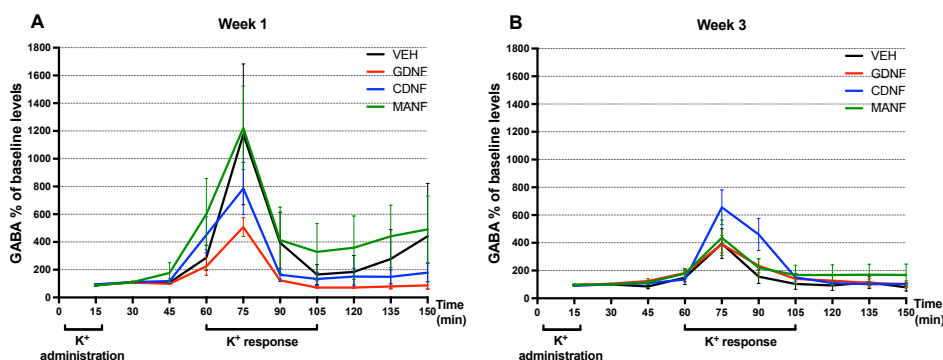 A
Week 1
GABA % of baseline levels
1800
1600
1400
1200
1000
800
600
400
200
0
VEH
GDNF
CDNF
MANF
0 15 30 45 60 75 90 105 120 135 150
Time
(min)
K+
administration
K+ response
B
Week 3
GABA % of baseline levels
1800
1600
1400
1200
1000
800
600
400
200
0
VEH
GDNF
CDNF
MANF
0 15 30 45 60 75 90 105 120 135 150
Time
(min)
K+
administration
K+ response